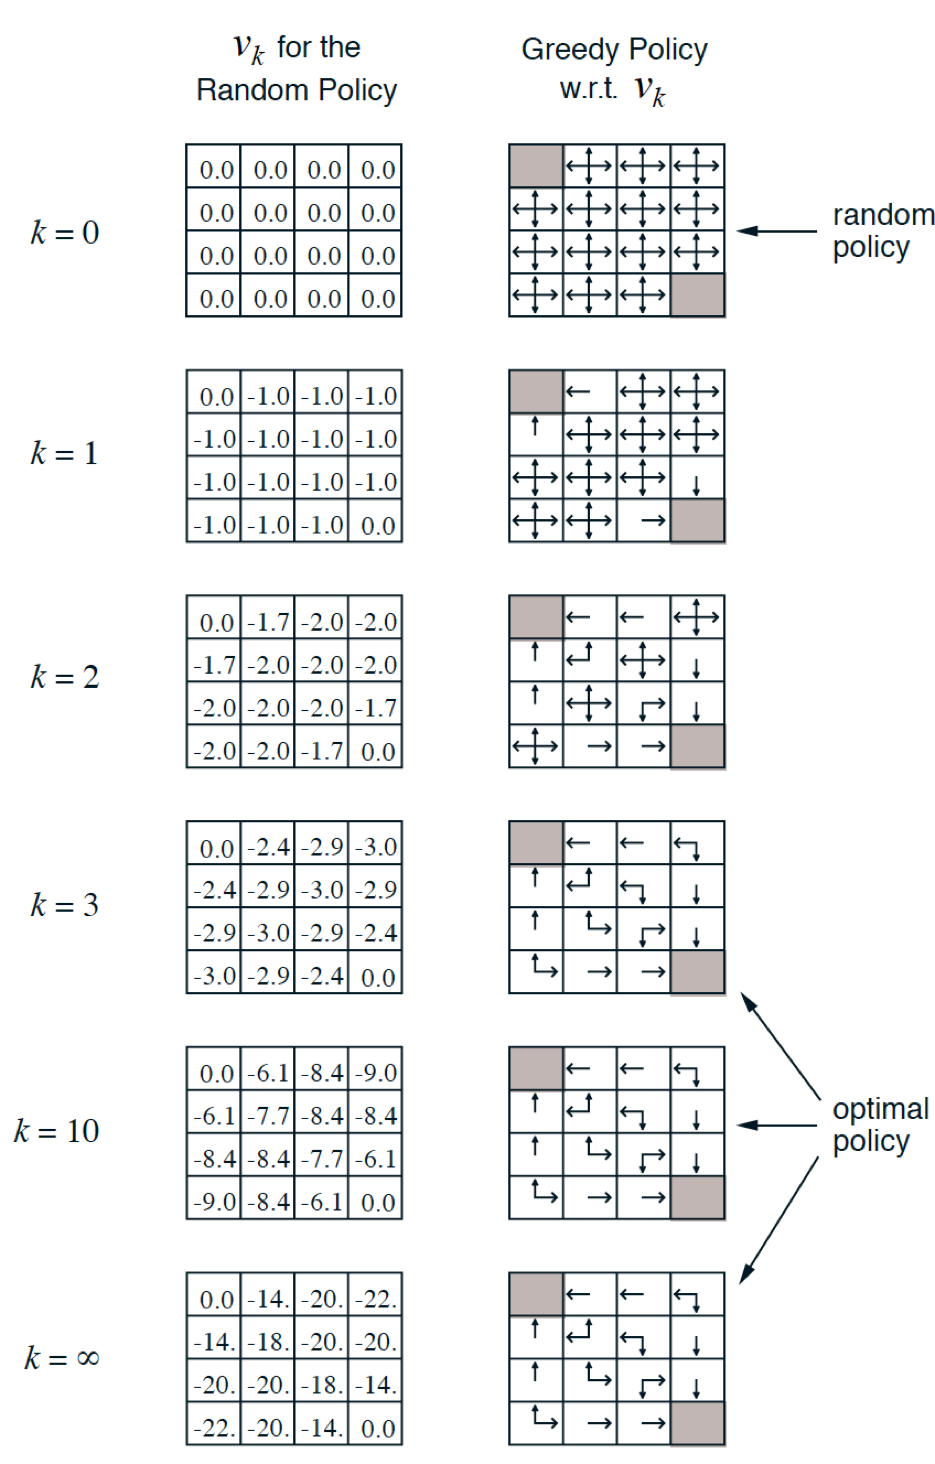 v_k for the
Random Policy
Greedy Policy
w.r.t. v_k
k = 0
0.0 0.0 0.0 0.0
0.0 0.0 0.0 0.0
0.0 0.0 0.0 0.0
0.0 0.0 0.0 0.0
random
policy
k = 1
0.0 -1.0 -1.0 -1.0
-1.0 -1.0 -1.0 -1.0
-1.0 -1.0 -1.0 -1.0
-1.0 -1.0 -1.0 0.0
k = 2
0.0 -1.7 -2.0 -2.0
-1.7 -2.0 -2.0 -2.0
-2.0 -2.0 -2.0 -1.7
-2.0 -2.0 -1.7 0.0
k = 3
0.0 -2.4 -2.9 -3.0
-2.4 -2.9 -3.0 -2.9
-2.9 -3.0 -2.9 -2.4
-3.0 -2.9 -2.4 0.0
k = 10
0.0 -6.1 -8.4 -9.0
-6.1 -7.7 -8.4 -8.4
-8.4 -8.4 -7.7 -6.1
-9.0 -8.4 -6.1 0.0
optimal
policy
k = ∞
0.0 -14. -20. -22.
-14. -18. -20. -20.
-20. -20. -18. -14.
-22. -20. -14. 0.0